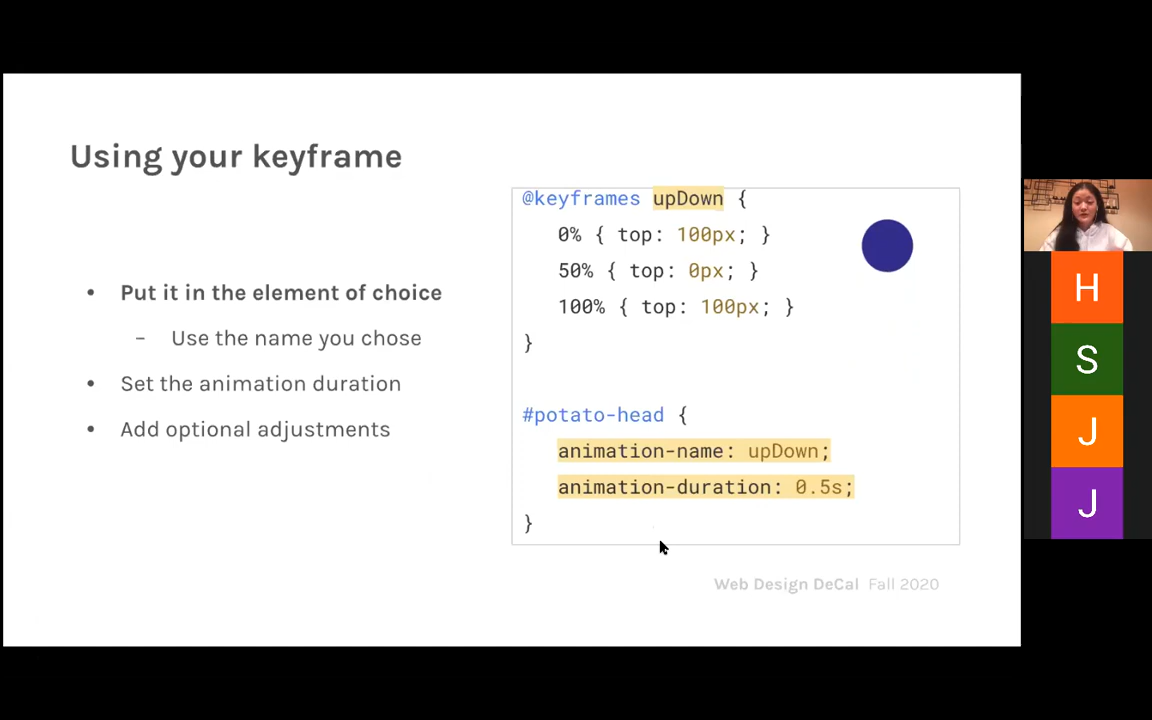 Using your keyframe
• Put it in the element of choice
- Use the name you chose
• Set the animation duration
• Add optional adjustments
@keyframes upDown {
0% { top: 100px; }
50% { top: 0px; }
100% { top: 100px; }
}
#potato-head {
animation-name: upDown;
animation-duration: 0.5s;
}
Web Design DeCal Fall 2020
H
S
J
J